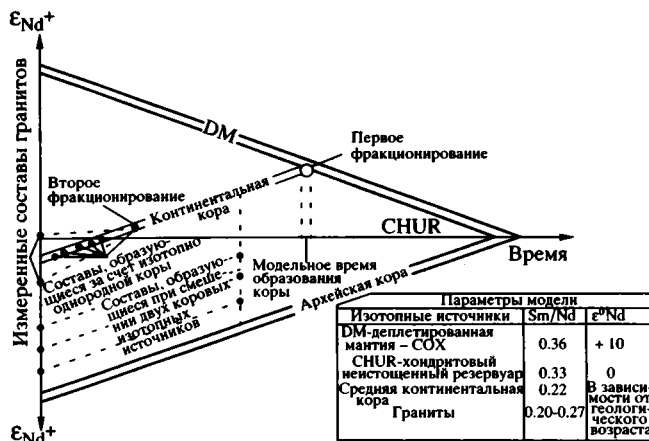 εNd+
Измеренные составы гранитов
DM
Первое
фракционирование
Второе
фракционирование
Континентальная
кора
CHUR
Время
Составы, образую-
щиеся за счет изотопно
однородной коры
Составы, образую-
щиеся при смеше-
нии двух коровых
изотопных
источников
Модельное время
образования
коры
Архейская кора
εNd+
Параметры модели
Изотопные источники Sm/Nd ε⁰Nd
DM-деплетированная
мантия – СОХ 0.36 + 10
CHUR-хондритовый
неистощенный резервуар 0.33 0
Средняя континентальная
кора 0.22
Граниты 0.20-0.27
В зависи-
мости от
геологи-
ческого
возраста